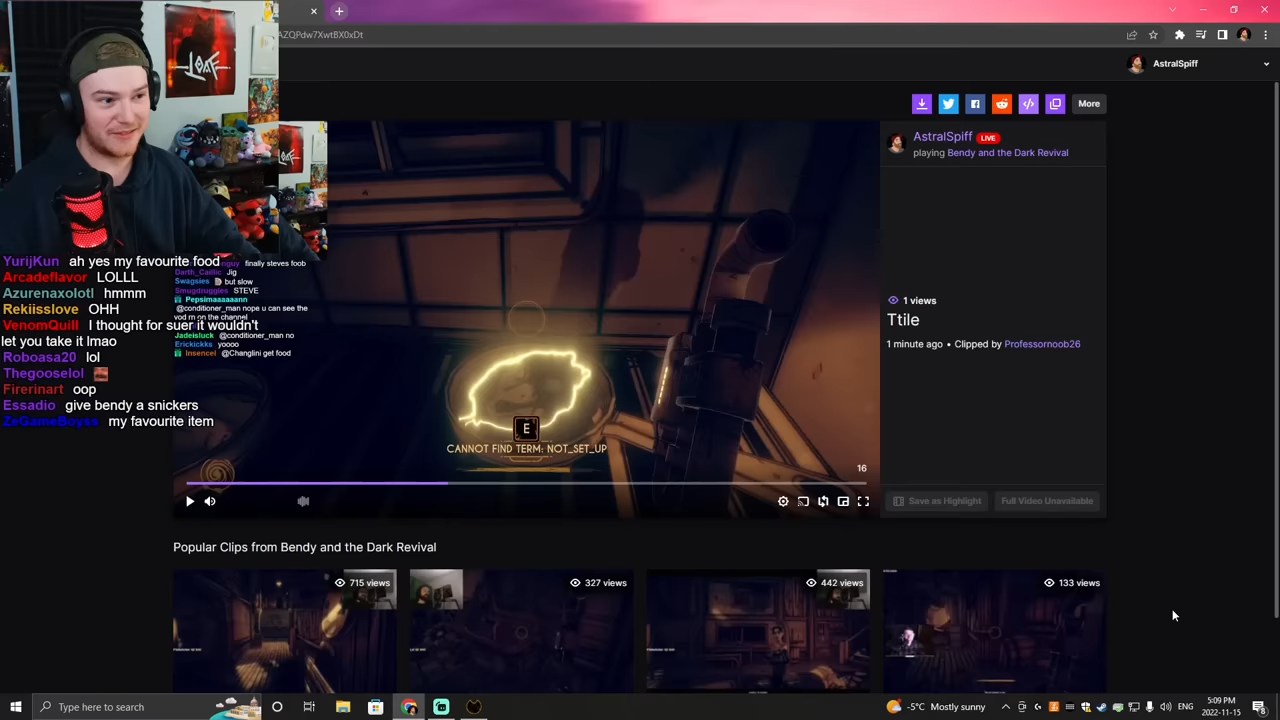 AZQPdw7XwtBX0xDt
AstralSpiff
More
AstralSpiff LIVE
playing Bendy and the Dark Revival
LOAF
YurijKun ah yes my favourite food
Arcadeflavor LOLLL
Azurenaxolotl hmmm
Rekiisslove OHH
VenomQuill I thought for suer it wouldn't
let you take it lmao
Roboasa20 lol
Thegooselol
Firerinart oop
Essadio give bendy a snickers
ZeGameBoyss my favourite item
finally steves foob
Darth_Caillic Jig
Swagsies but slow
Smugdruggles STEVE
Pepsimaaaaaann
@conditioner_man nope u can see the
vod rn on the channel
Jadeisluck @conditioner_man no
Erickickks yoooo
Insencel @Changlini get food
E
CANNOT FIND TERM: NOT_SET_UP
16
1 views
Ttile
1 minute ago • Clipped by Professornoob26
Save as Highlight
Full Video Unavailable
Popular Clips from Bendy and the Dark Revival
715 views
327 views
442 views
133 views
Type here to search
-5°C Mostly sunny
ENG
5:09 PM
2022-11-15